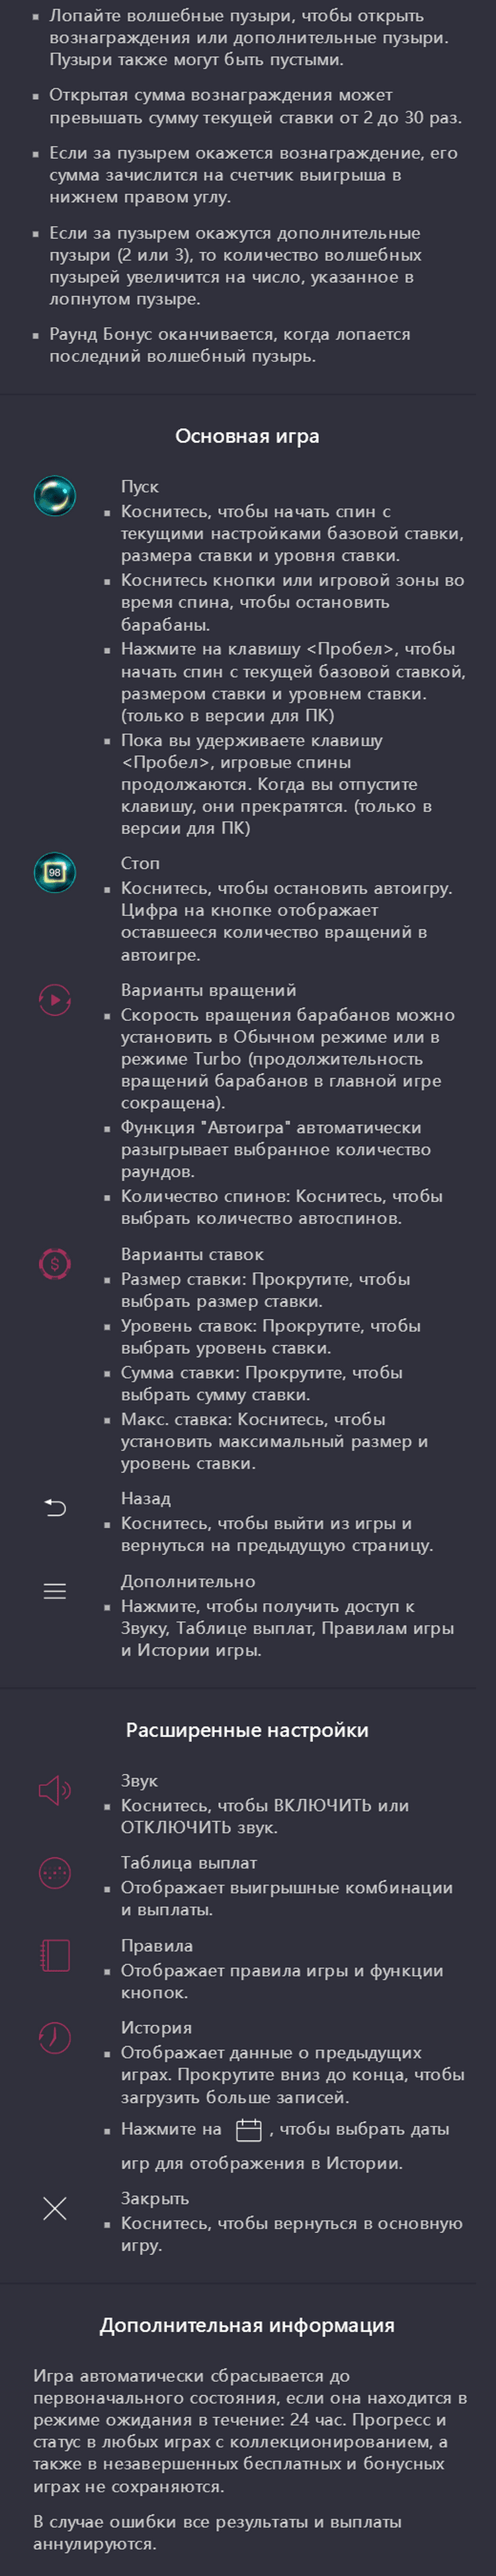 Лопайте волшебные пузыри, чтобы открыть
вознаграждения или дополнительные пузыри.
Пузыри также могут быть пустыми.
Открытая сумма вознаграждения может
превышать сумму текущей ставки от 2 до 30 раз.
Если за пузырем окажется вознаграждение, его
сумма зачислится на счетчик выигрыша в
нижнем правом углу.
Если за пузырем окажутся дополнительные
пузыри (2 или 3), то количество волшебных
пузырей увеличится на число, указанное в
лопнутом пузыре.
Раунд Бонус оканчивается, когда лопается
последний волшебный пузырь.
Основная игра
Пуск
Коснитесь, чтобы начать спин с
текущими настройками базовой ставки,
размера ставки и уровня ставки.
Коснитесь кнопки или игровой зоны во
время спина, чтобы остановить
барабаны.
Нажмите на клавишу <Пробел>, чтобы
начать спин с текущей базовой ставкой,
размером ставки и уровнем ставки.
(только в версии для ПК)
Пока вы удерживаете клавишу
<Пробел>, игровые спины
продолжаются. Когда вы отпустите
клавишу, они прекратятся. (только в
версии для ПК)
98
Стоп
Коснитесь, чтобы остановить автоигру.
Цифра на кнопке отображает
оставшееся количество вращений в
автоигре.
Варианты вращений
Скорость вращения барабанов можно
установить в Обычном режиме или в
режиме Turbo (продолжительность
вращений барабанов в главной игре
сокращена).
Функция "Автоигра" автоматически
разыгрывает выбранное количество
раундов.
Количество спинов: Коснитесь, чтобы
выбрать количество автоспинов.
$
Варианты ставок
Размер ставки: Прокрутите, чтобы
выбрать размер ставки.
Уровень ставок: Прокрутите, чтобы
выбрать уровень ставки.
Сумма ставки: Прокрутите, чтобы
выбрать сумму ставки.
Макс. ставка: Коснитесь, чтобы
установить максимальный размер и
уровень ставки.
Назад
Коснитесь, чтобы выйти из игры и
вернуться на предыдущую страницу.
Дополнительно
Нажмите, чтобы получить доступ к
Звуку, Таблице выплат, Правилам игры
и Истории игры.
Расширенные настройки
Звук
Коснитесь, чтобы ВКЛЮЧИТЬ или
ОТКЛЮЧИТЬ звук.
Таблица выплат
Отображает выигрышные комбинации
и выплаты.
Правила
Отображает правила игры и функции
кнопок.
История
Отображает данные о предыдущих
играх. Прокрутите вниз до конца, чтобы
загрузить больше записей.
Нажмите на , чтобы выбрать даты
игр для отображения в Истории.
Закрыть
Коснитесь, чтобы вернуться в основную
игру.
Дополнительная информация
Игра автоматически сбрасывается до
первоначального состояния, если она находится в
режиме ожидания в течение: 24 час. Прогресс и
статус в любых играх с коллекционированием, а
также в незавершенных бесплатных и бонусных
играх не сохраняются.
В случае ошибки все результаты и выплаты
аннулируются.